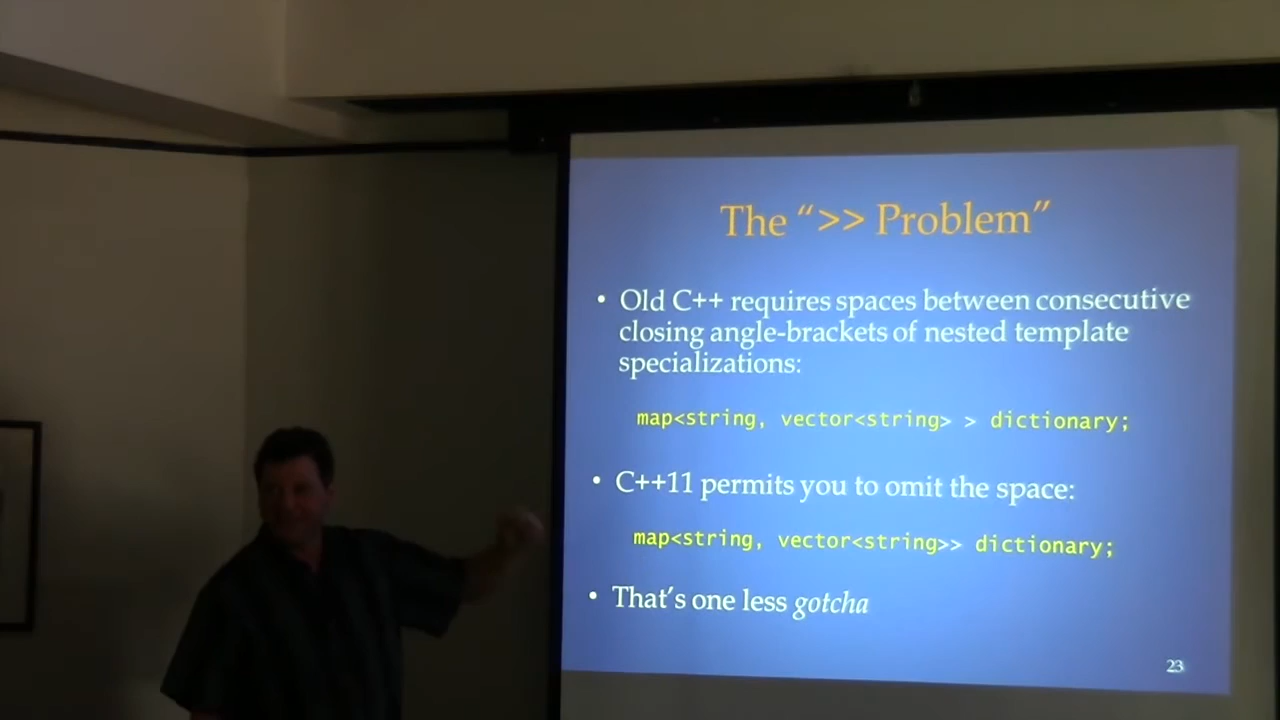 The “>> Problem”
• Old C++ requires spaces between consecutive
closing angle-brackets of nested template
specializations:
map<string, vector<string> > dictionary;
• C++11 permits you to omit the space:
map<string, vector<string>> dictionary;
• That’s one less gotcha
23